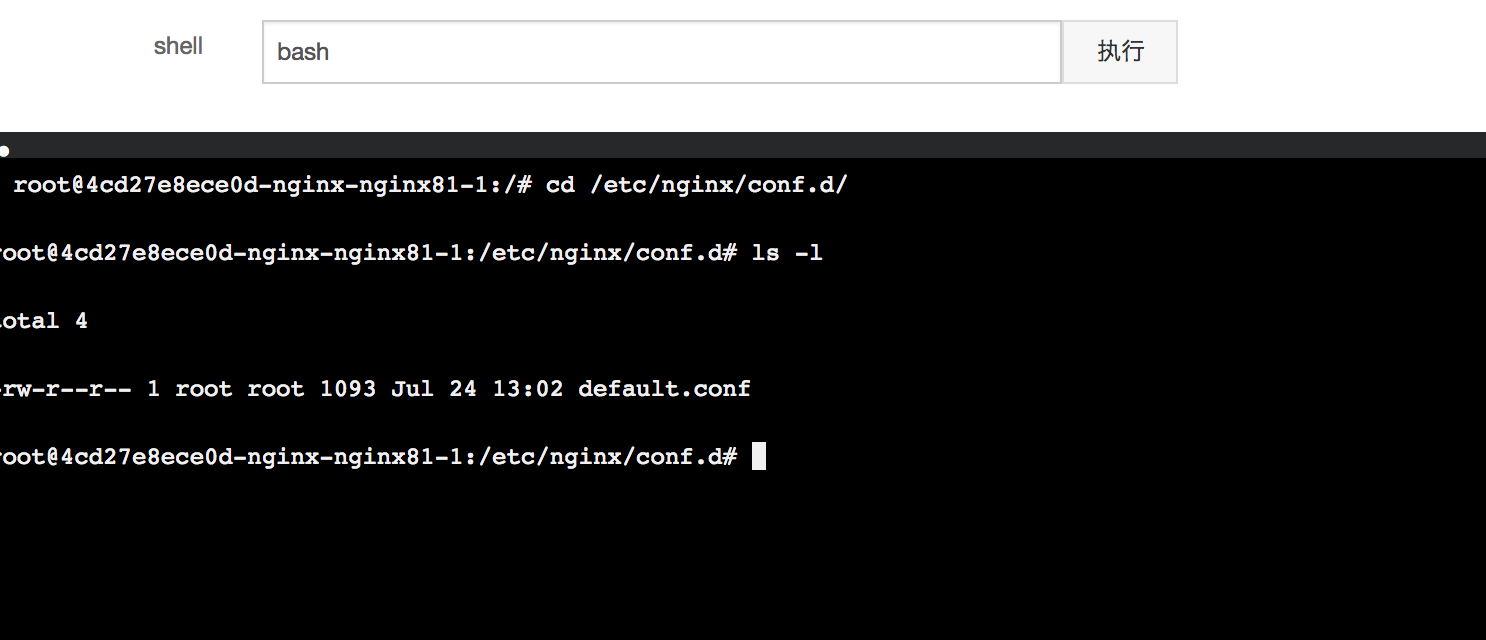 shell
bash
执行
root@4cd27e8ece0d-nginx-nginx81-1:/# cd /etc/nginx/conf.d/
root@4cd27e8ece0d-nginx-nginx81-1:/etc/nginx/conf.d# ls -l
total 4
-rw-r--r-- 1 root root 1093 Jul 24 13:02 default.conf
root@4cd27e8ece0d-nginx-nginx81-1:/etc/nginx/conf.d#